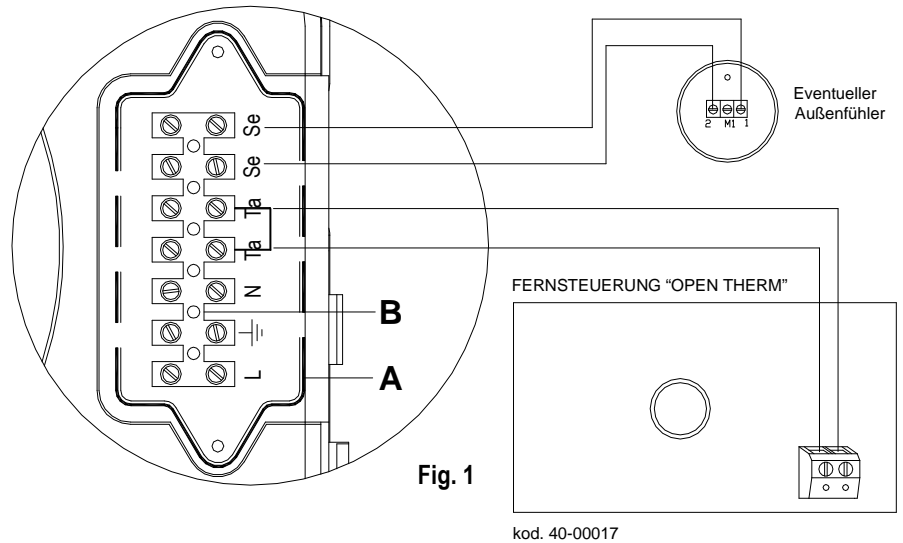 Se
Se
Ta
Ta
N
L
B
A
2 M1 1
Eventueller
Außenfühler
FERNSTEUERUNG “OPEN THERM”
Fig. 1
kod. 40-00017